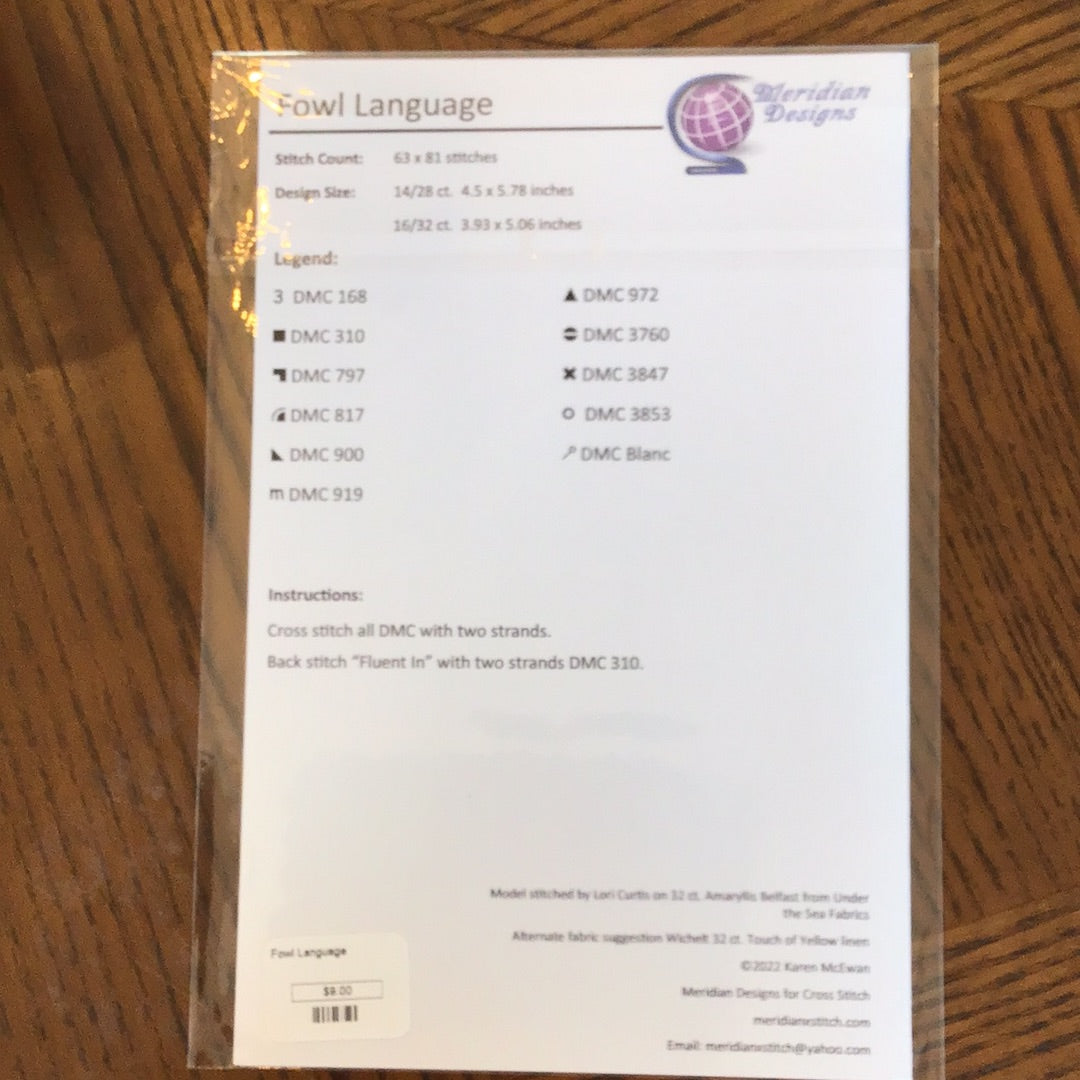 Fowl Language
Meridian
Designs
Stitch Count: 63 x 81 stitches
Design Size: 14/28 ct. 4.5 x 5.78 inches
16/32 ct. 3.93 x 5.06 inches
Legend:
3 DMC 168
▲ DMC 972
■ DMC 310
DMC 3760
DMC 797
✖ DMC 3847
DMC 817
O DMC 3853
◣ DMC 900
DMC Blanc
m DMC 919
Instructions:
Cross stitch all DMC with two strands.
Back stitch “Fluent In” with two strands DMC 310.
Model stitched by Lori Curtis on 32 ct. Amaryllis Belfast from Under
the Sea Fabrics
Alternate fabric suggestion Wichelt 32 ct. Touch of Yellow linen
©2022 Karen McEwan
Meridian Designs for Cross Stitch
meridianxstitch.com
Email: meridianxstitch@yahoo.com
Fowl Language
$9.00